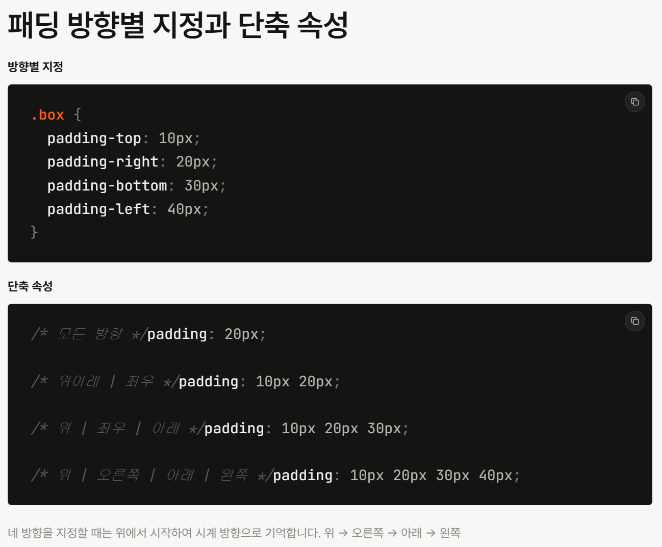 패딩 방향별 지정과 단축 속성
방향별 지정
.box {
  padding-top: 10px;
  padding-right: 20px;
  padding-bottom: 30px;
  padding-left: 40px;
}
단축 속성
/* 모든 방향 */padding: 20px;
/* 위아래 | 좌우 */padding: 10px 20px;
/* 위 | 좌우 | 아래 */padding: 10px 20px 30px;
/* 위 | 오른쪽 | 아래 | 왼쪽 */padding: 10px 20px 30px 40px;
네 방향을 지정할 때는 위에서 시작하여 시계 방향으로 기억합니다. 위 → 오른쪽 → 아래 → 왼쪽